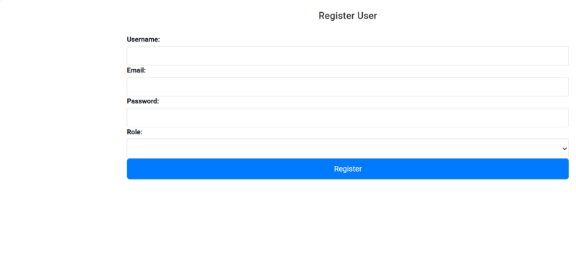 Register User
Username:
Email:
Password:
Role:
Register